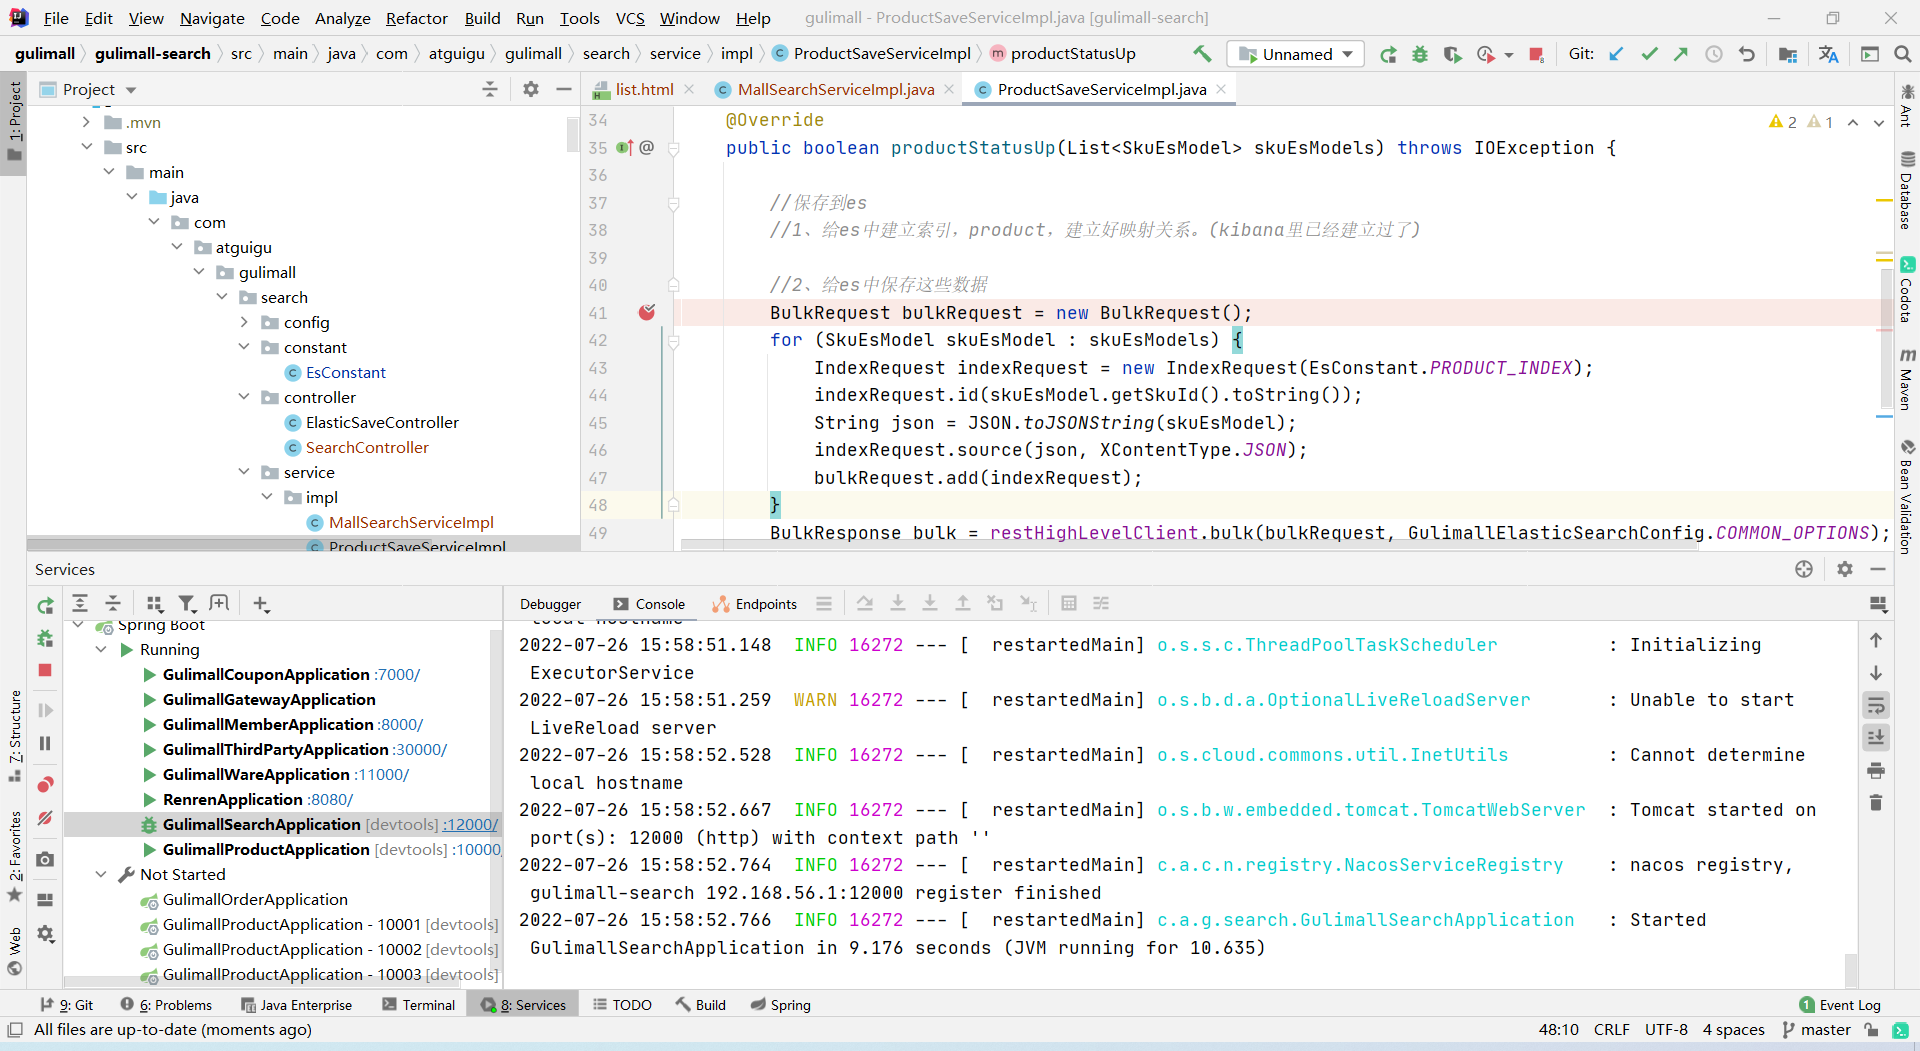 File Edit View Navigate Code Analyze Refactor Build Run Tools VCS Window Help gulimall - ProductSaveServiceImpl.java [gulimall-search]
gulimall gulimall-search src main java com atguigu gulimall search service impl ProductSaveServiceImpl productStatusUp Unnamed Git:
1: Project
7: Structure
2: Favorites
Web
Project
.mvn
src
main
java
com
atguigu
gulimall
search
config
constant
EsConstant
controller
ElasticSaveController
SearchController
service
impl
MallSearchServiceImpl
ProductSaveServiceImpl
list.html MallSearchServiceImpl.java ProductSaveServiceImpl.java
2 1
34 @Override
35 public boolean productStatusUp(List<SkuEsModel> skuEsModels) throws IOException {
36
37 //保存到es
38 //1、给es中建立索引，product，建立好映射关系。(kibana里已经建立过了)
39
40 //2、给es中保存这些数据
41 BulkRequest bulkRequest = new BulkRequest();
42 for (SkuEsModel skuEsModel : skuEsModels) {
43 IndexRequest indexRequest = new IndexRequest(EsConstant.PRODUCT_INDEX);
44 indexRequest.id(skuEsModel.getSkuId().toString());
45 String json = JSON.toJSONString(skuEsModel);
46 indexRequest.source(json, XContentType.JSON);
47 bulkRequest.add(indexRequest);
48 }
49 BulkResponse bulk = restHighLevelClient.bulk(bulkRequest, GulimallElasticSearchConfig.COMMON_OPTIONS);
Ant
Database
Codota
Maven
Bean Validation
Services
Spring Boot
Running
GulimallCouponApplication :7000/
GulimallGatewayApplication
GulimallMemberApplication :8000/
GulimallThirdPartyApplication :30000/
GulimallWareApplication :11000/
RenrenApplication :8080/
GulimallSearchApplication [devtools] :12000/
GulimallProductApplication [devtools] :10000
Not Started
GulimallOrderApplication
GulimallProductApplication - 10001 [devtools]
GulimallProductApplication - 10002 [devtools]
GulimallProductApplication - 10003 [devtools]
Debugger Console Endpoints
local hostname
2022-07-26 15:58:51.148 INFO 16272 --- [ restartedMain] o.s.s.c.ThreadPoolTaskScheduler : Initializing
ExecutorService
2022-07-26 15:58:51.259 WARN 16272 --- [ restartedMain] o.s.b.d.a.OptionalLiveReloadServer : Unable to start
LiveReload server
2022-07-26 15:58:52.528 INFO 16272 --- [ restartedMain] o.s.cloud.commons.util.InetUtils : Cannot determine
local hostname
2022-07-26 15:58:52.667 INFO 16272 --- [ restartedMain] o.s.b.w.embedded.tomcat.TomcatWebServer : Tomcat started on
port(s): 12000 (http) with context path ''
2022-07-26 15:58:52.764 INFO 16272 --- [ restartedMain] c.a.c.n.registry.NacosServiceRegistry : nacos registry,
gulimall-search 192.168.56.1:12000 register finished
2022-07-26 15:58:52.766 INFO 16272 --- [ restartedMain] c.a.g.search.GulimallSearchApplication : Started
GulimallSearchApplication in 9.176 seconds (JVM running for 10.635)
9: Git 6: Problems Java Enterprise Terminal 8: Services TODO Build Spring 1 Event Log
All files are up-to-date (moments ago) 48:10 CRLF UTF-8 4 spaces master